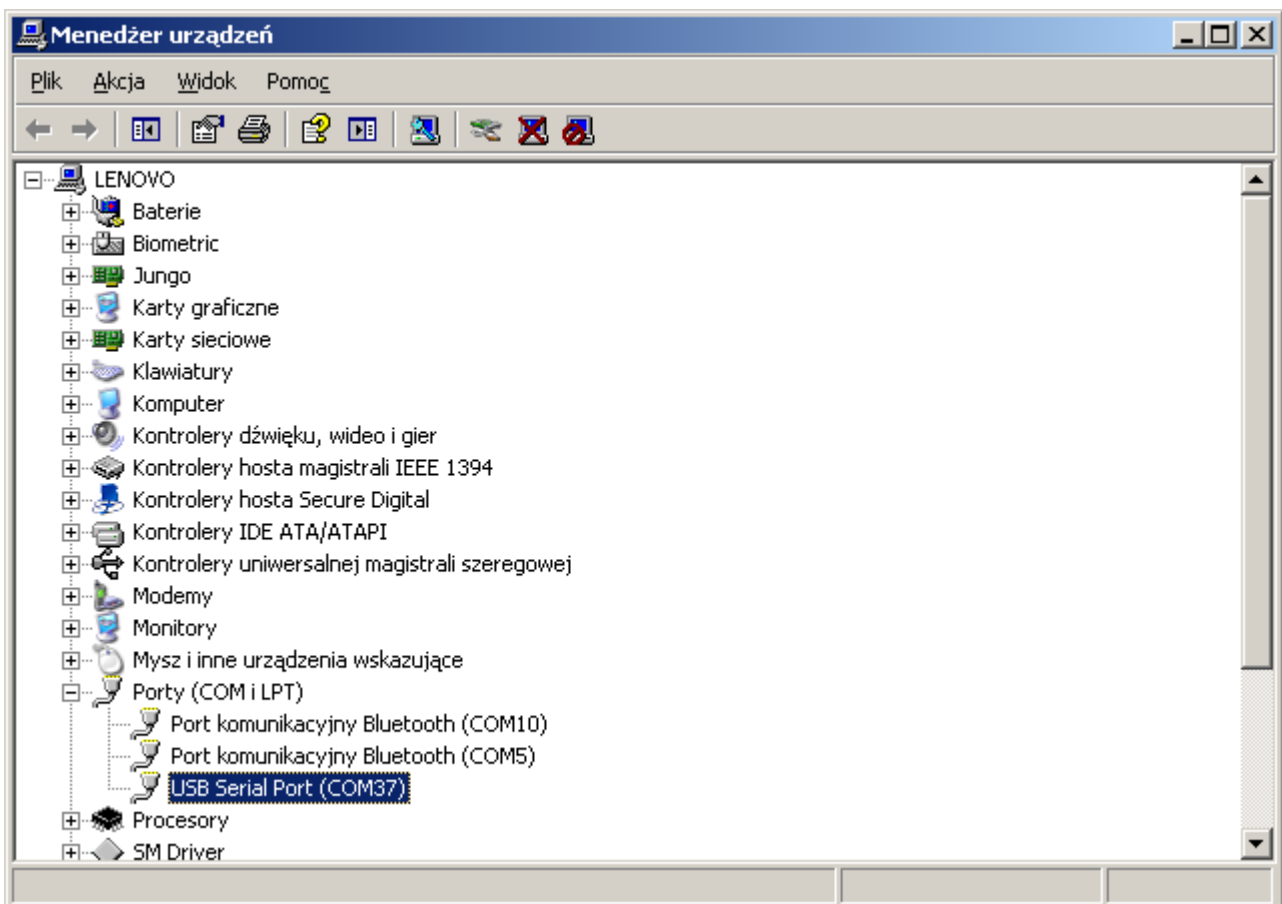 Menedżer urządzeń
Plik Akcja Widok Pomoc
LENOVO
Baterie
Biometric
Jungo
Karty graficzne
Karty sieciowe
Klawiatury
Komputer
Kontrolery dźwięku, wideo i gier
Kontrolery hosta magistrali IEEE 1394
Kontrolery hosta Secure Digital
Kontrolery IDE ATA/ATAPI
Kontrolery uniwersalnej magistrali szeregowej
Modemy
Monitory
Mysz i inne urządzenia wskazujące
Porty (COM i LPT)
Port komunikacyjny Bluetooth (COM10)
Port komunikacyjny Bluetooth (COM5)
USB Serial Port (COM37)
Procesory
SM Driver